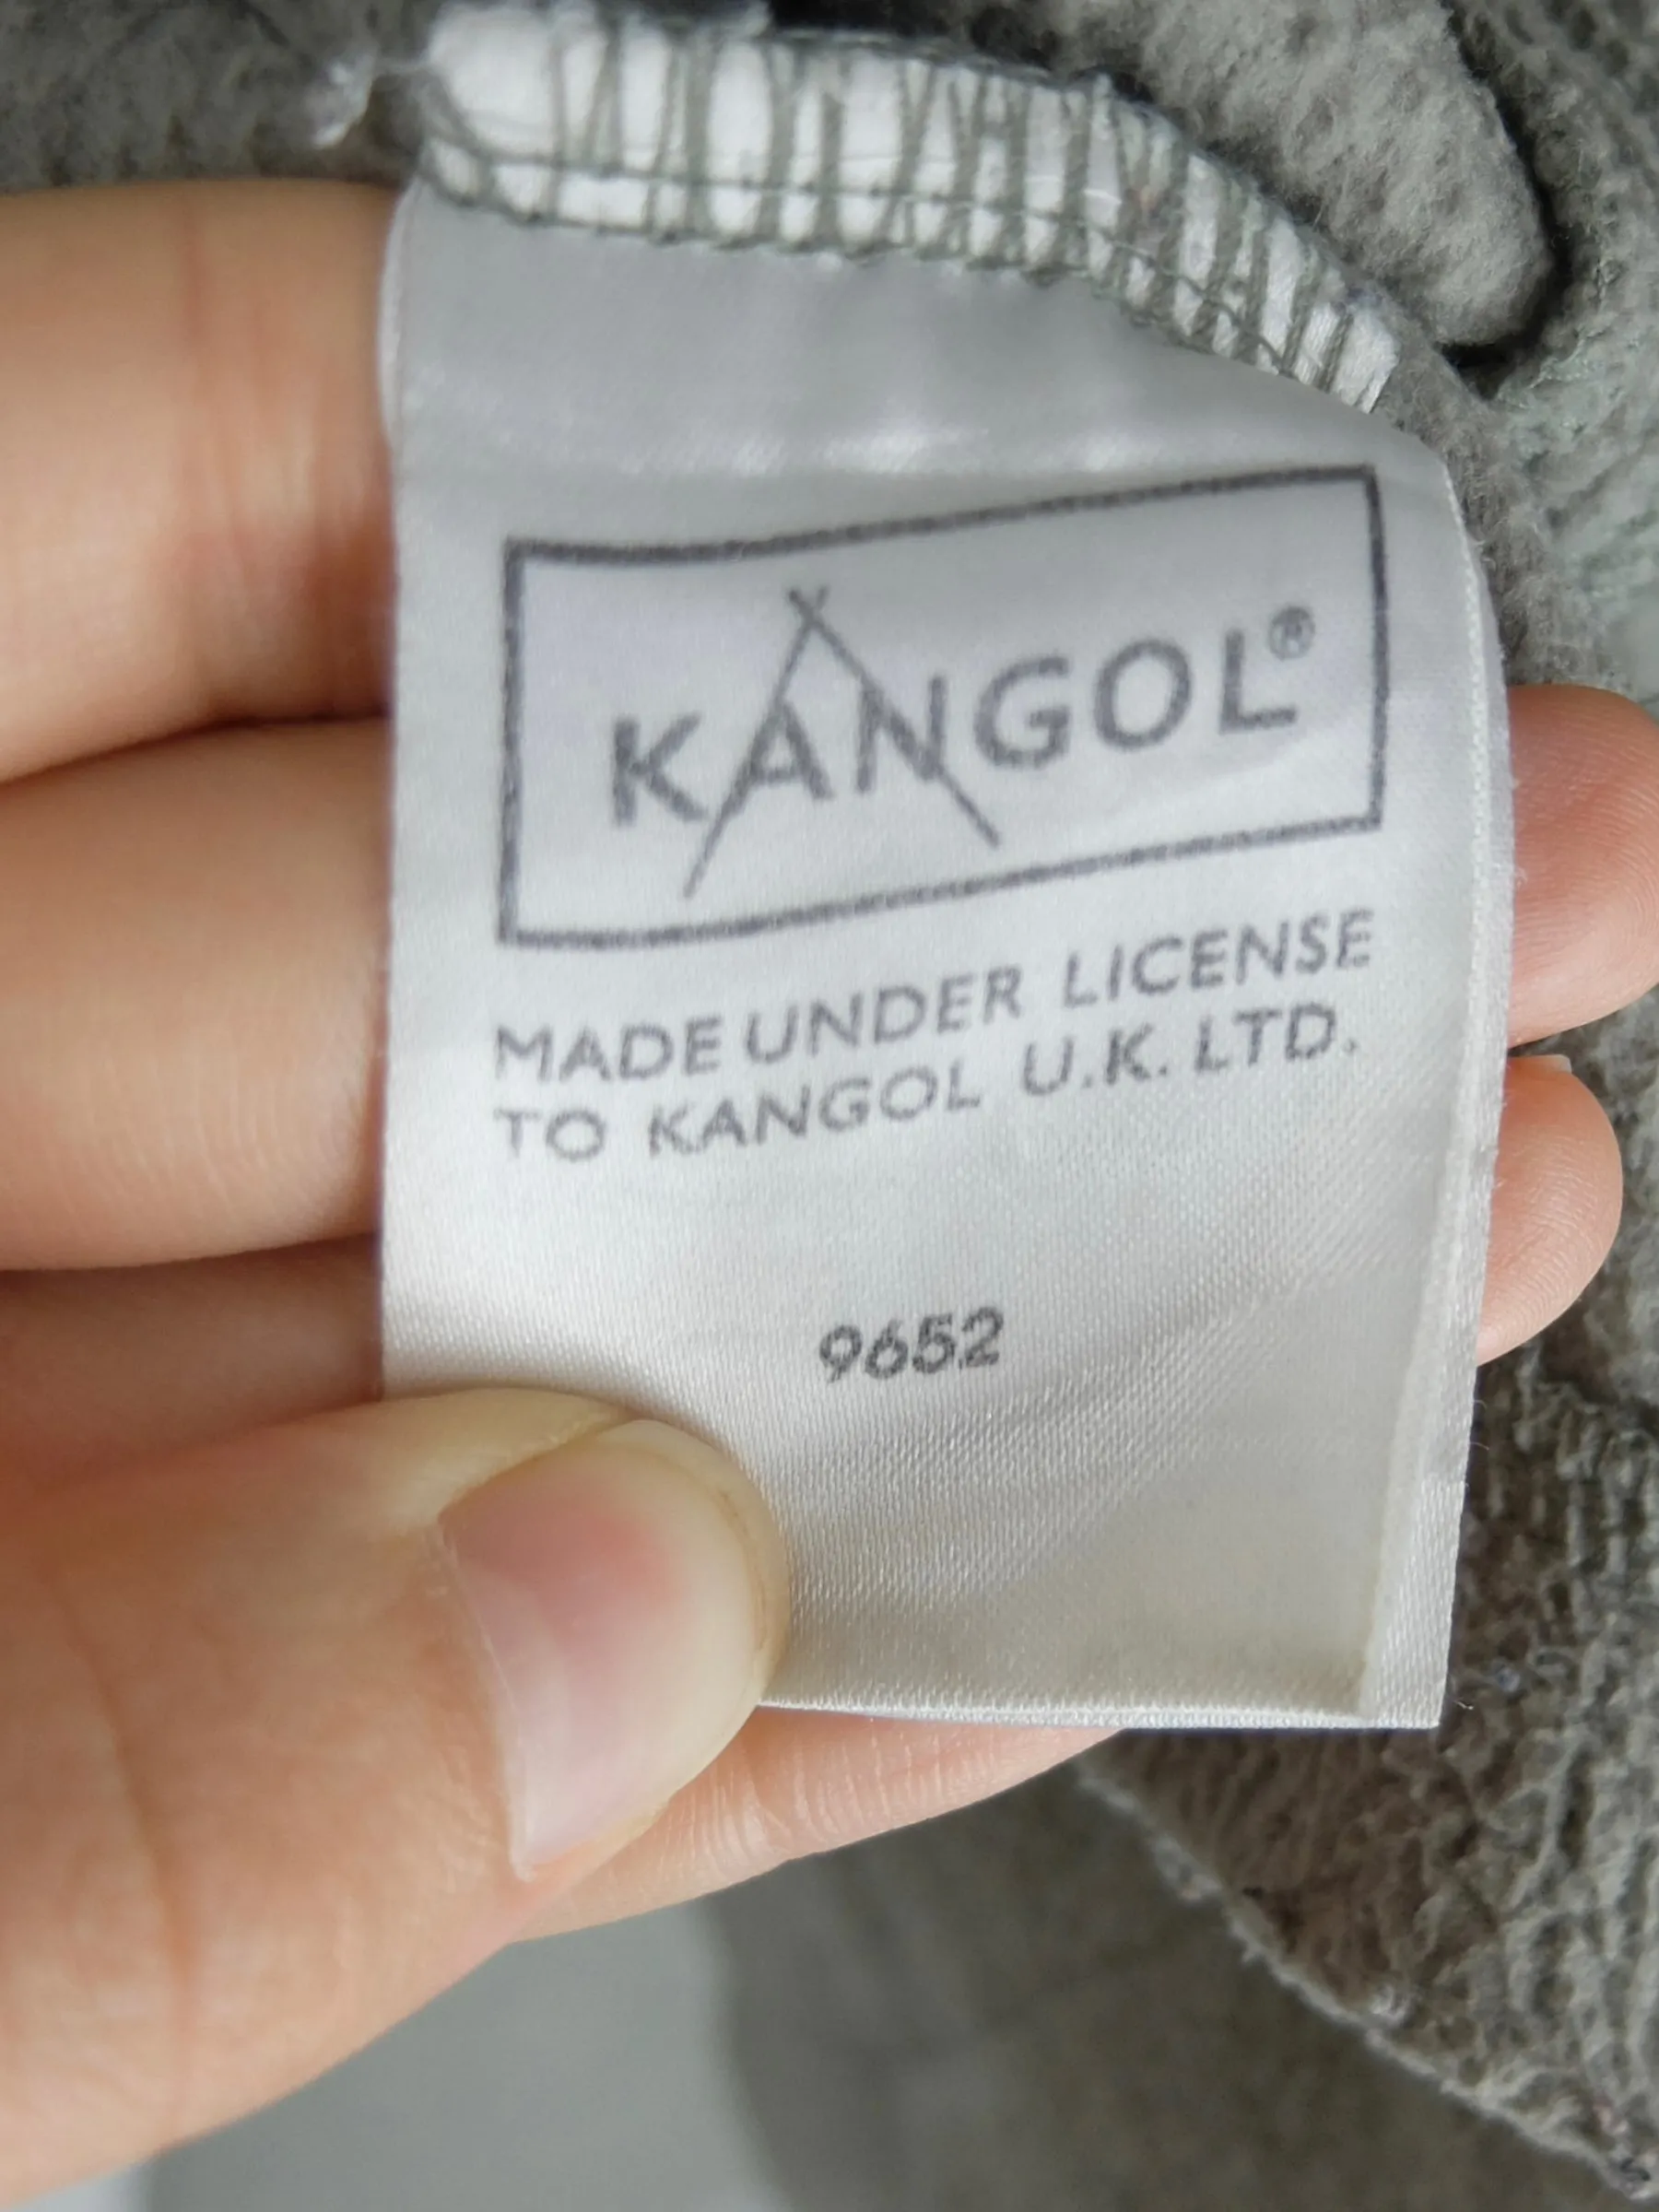 KANGOL®
MADE UNDER LICENSE
TO KANGOL U.K. LTD.
9652